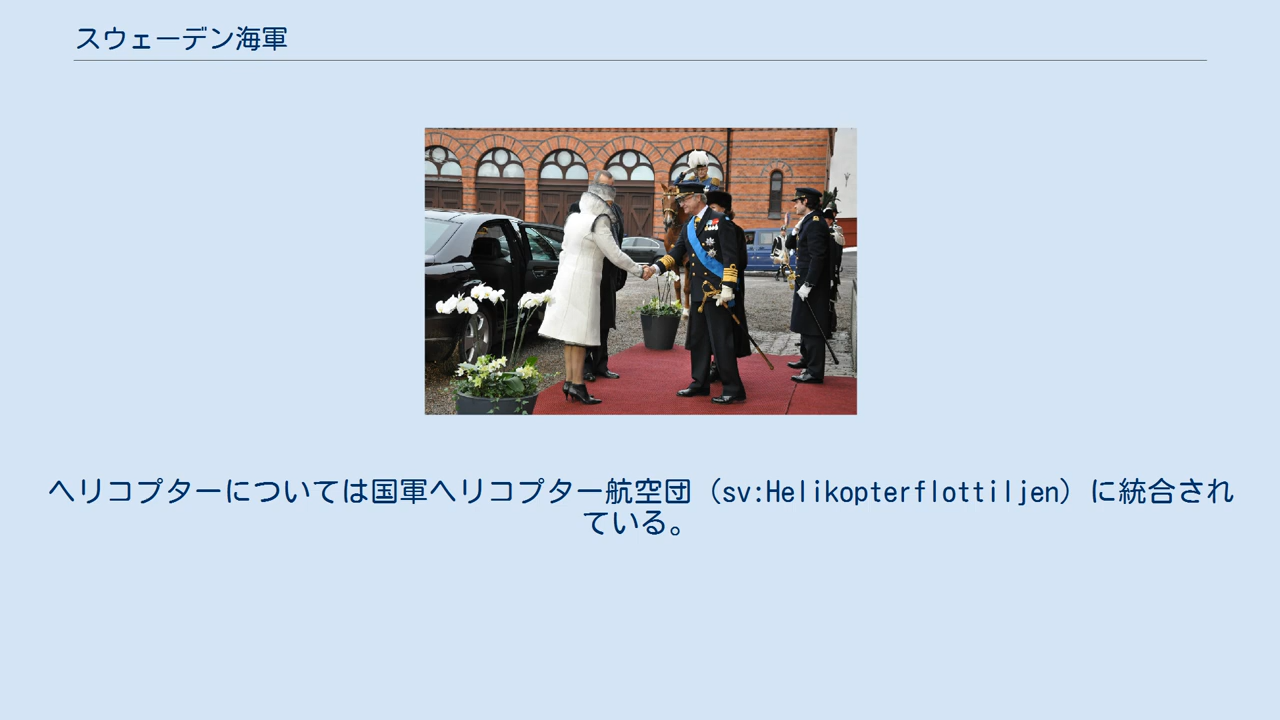 スウェーデン海軍
ヘリコプターについては国軍ヘリコプター航空団（sv:Helikopterflottiljen）に統合され
ている。